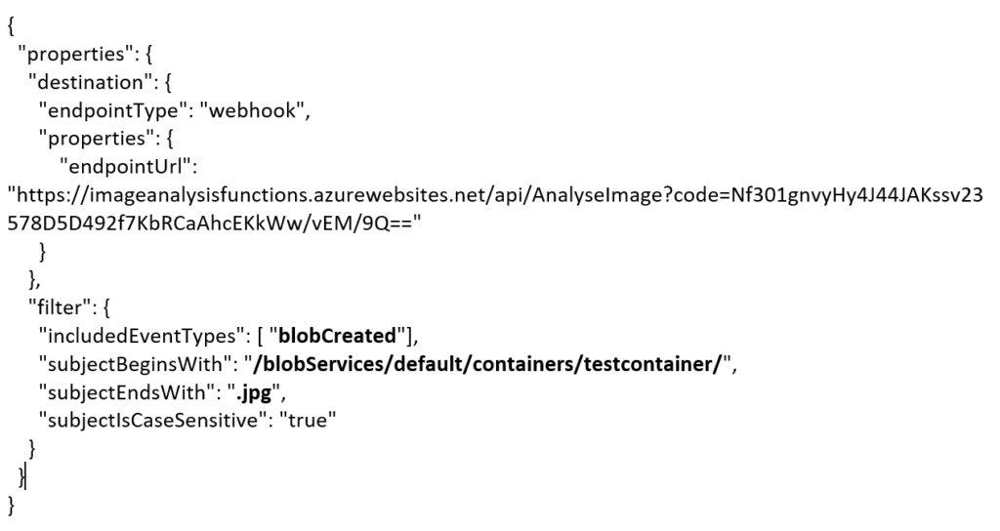 {
"properties": {
"destination": {
"endpointType": "webhook",
"properties": {
"endpointUrl":
"https://imageanalysisfunctions.azurewebsites.net/api/AnalyseImage?code=Nf301gnvyHy4J44JAKssv23
578D5D492f7KbRCaAhcEKkWw/vEM/9Q=="
}
},
"filter": {
"includedEventTypes": [ "blobCreated"],
"subjectBeginsWith": "/blobServices/default/containers/testcontainer/",
"subjectEndsWith": ".jpg",
"subjectIsCaseSensitive": "true"
}
}
}